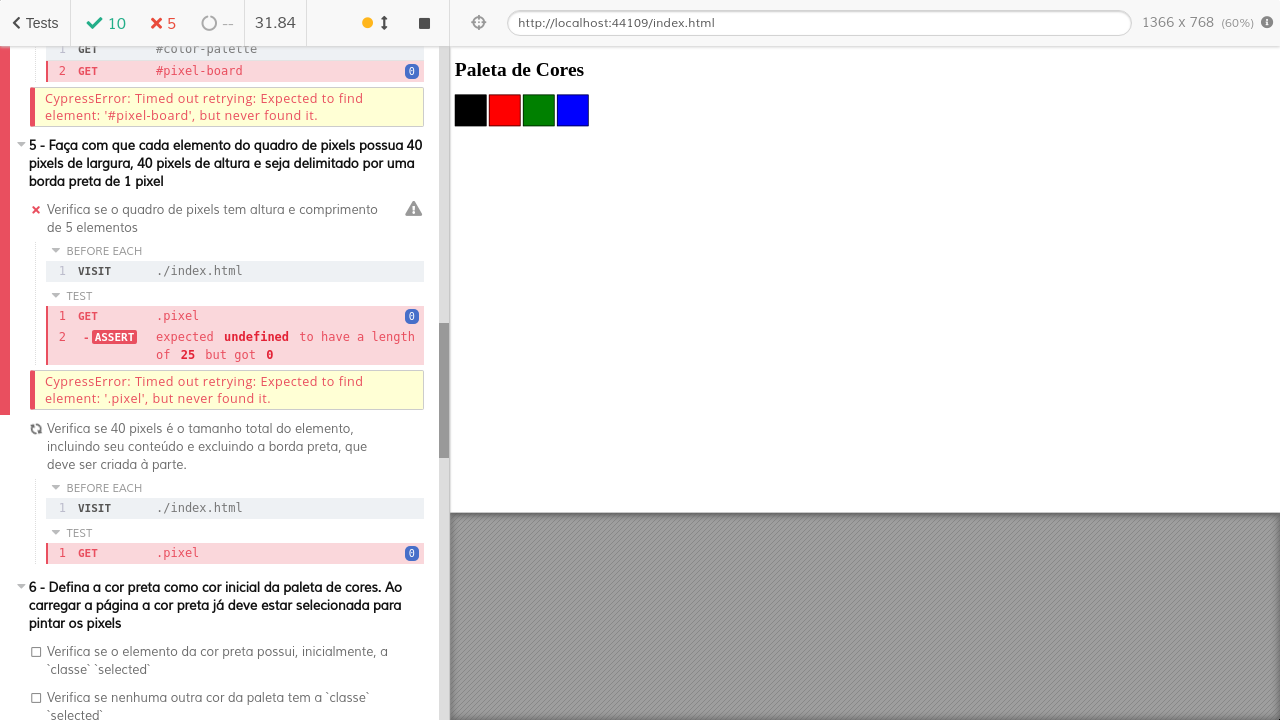 Tests
10
5
--
31.84
http://localhost:44109/index.html
1366 x 768 (60%)
1 GET #color-palette
2 GET #pixel-board 0
CypressError: Timed out retrying: Expected to find
element: '#pixel-board', but never found it.
5 - Faça com que cada elemento do quadro de pixels possua 40
pixels de largura, 40 pixels de altura e seja delimitado por uma
borda preta de 1 pixel
Verifica se o quadro de pixels tem altura e comprimento
de 5 elementos
BEFORE EACH
1 VISIT ./index.html
TEST
1 GET .pixel 0
2 -ASSERT expected undefined to have a length
of 25 but got 0
CypressError: Timed out retrying: Expected to find
element: '.pixel', but never found it.
Verifica se 40 pixels é o tamanho total do elemento,
incluindo seu conteúdo e excluindo a borda preta, que
deve ser criada à parte.
BEFORE EACH
1 VISIT ./index.html
TEST
1 GET .pixel 0
6 - Defina a cor preta como cor inicial da paleta de cores. Ao
carregar a página a cor preta já deve estar selecionada para
pintar os pixels
Verifica se o elemento da cor preta possui, inicialmente, a
`classe` `selected`
Verifica se nenhuma outra cor da paleta tem a `classe`
`selected`
Paleta de Cores